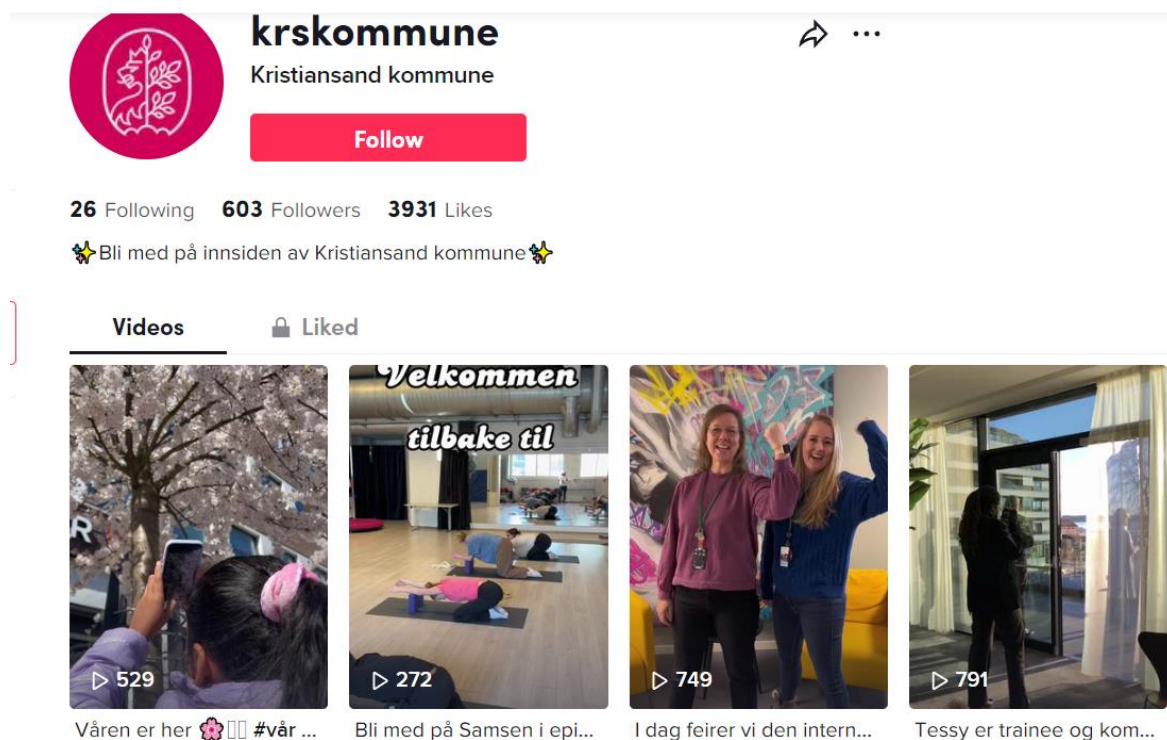 krskommune
Kristiansand kommune
Follow
26 Following 603 Followers 3931 Likes
✨Bli med på innsiden av Kristiansand kommune✨
Videos Liked
Velkommen
tilbake til
R
529
272
749
791
Våren er her 🌸▯▯ #vår ...
Bli med på Samsen i epi...
I dag feirer vi den intern...
Tessy er trainee og kom...